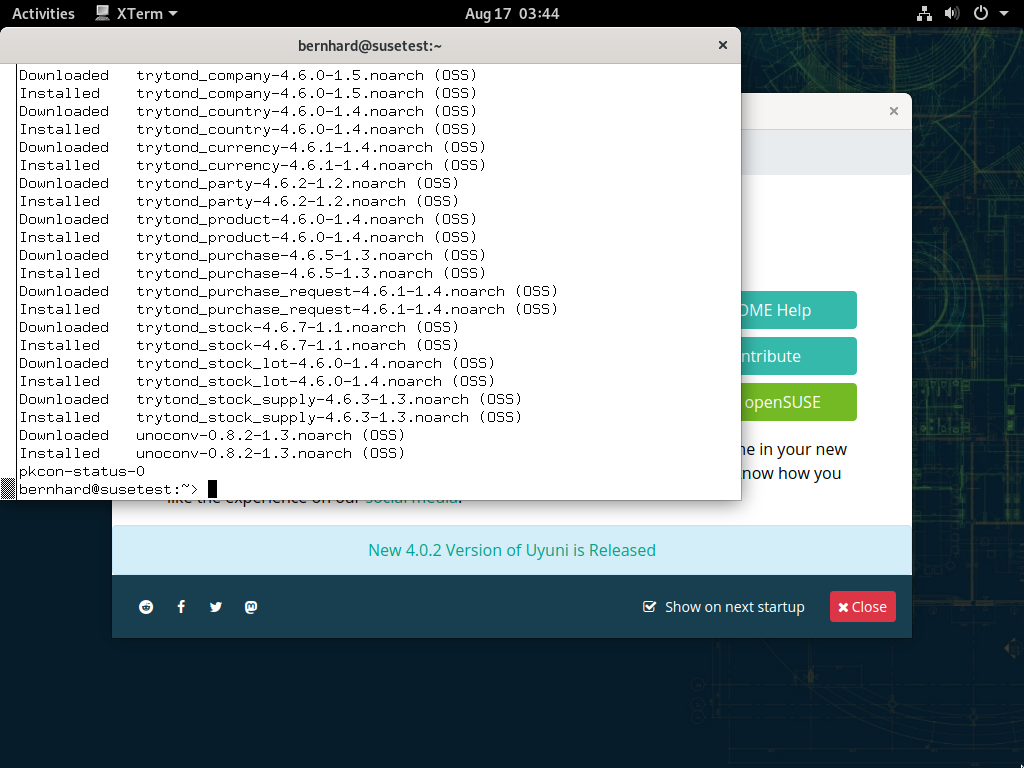 Activities XTerm Aug 17 03:44
bernhard@susetest:~
Downloaded trytond_company-4.6.0-1.5.noarch (OSS)
Installed trytond_company-4.6.0-1.5.noarch (OSS)
Downloaded trytond_country-4.6.0-1.4.noarch (OSS)
Installed trytond_country-4.6.0-1.4.noarch (OSS)
Downloaded trytond_currency-4.6.1-1.4.noarch (OSS)
Installed trytond_currency-4.6.1-1.4.noarch (OSS)
Downloaded trytond_party-4.6.2-1.2.noarch (OSS)
Installed trytond_party-4.6.2-1.2.noarch (OSS)
Downloaded trytond_product-4.6.0-1.4.noarch (OSS)
Installed trytond_product-4.6.0-1.4.noarch (OSS)
Downloaded trytond_purchase-4.6.5-1.3.noarch (OSS)
Installed trytond_purchase-4.6.5-1.3.noarch (OSS)
Downloaded trytond_purchase_request-4.6.1-1.4.noarch (OSS)
Installed trytond_purchase_request-4.6.1-1.4.noarch (OSS)
Downloaded trytond_stock-4.6.7-1.1.noarch (OSS)
Installed trytond_stock-4.6.7-1.1.noarch (OSS)
Downloaded trytond_stock_lot-4.6.0-1.4.noarch (OSS)
Installed trytond_stock_lot-4.6.0-1.4.noarch (OSS)
Downloaded trytond_stock_supply-4.6.3-1.3.noarch (OSS)
Installed trytond_stock_supply-4.6.3-1.3.noarch (OSS)
Downloaded unoconv-0.8.2-1.3.noarch (OSS)
Installed unoconv-0.8.2-1.3.noarch (OSS)
pkcon-status-0
bernhard@susetest:~>
OME Help
ntribute
openSUSE
ne in your new
now how you
like the experience on our social media.
New 4.0.2 Version of Uyuni is Released
Show on next startup
Close